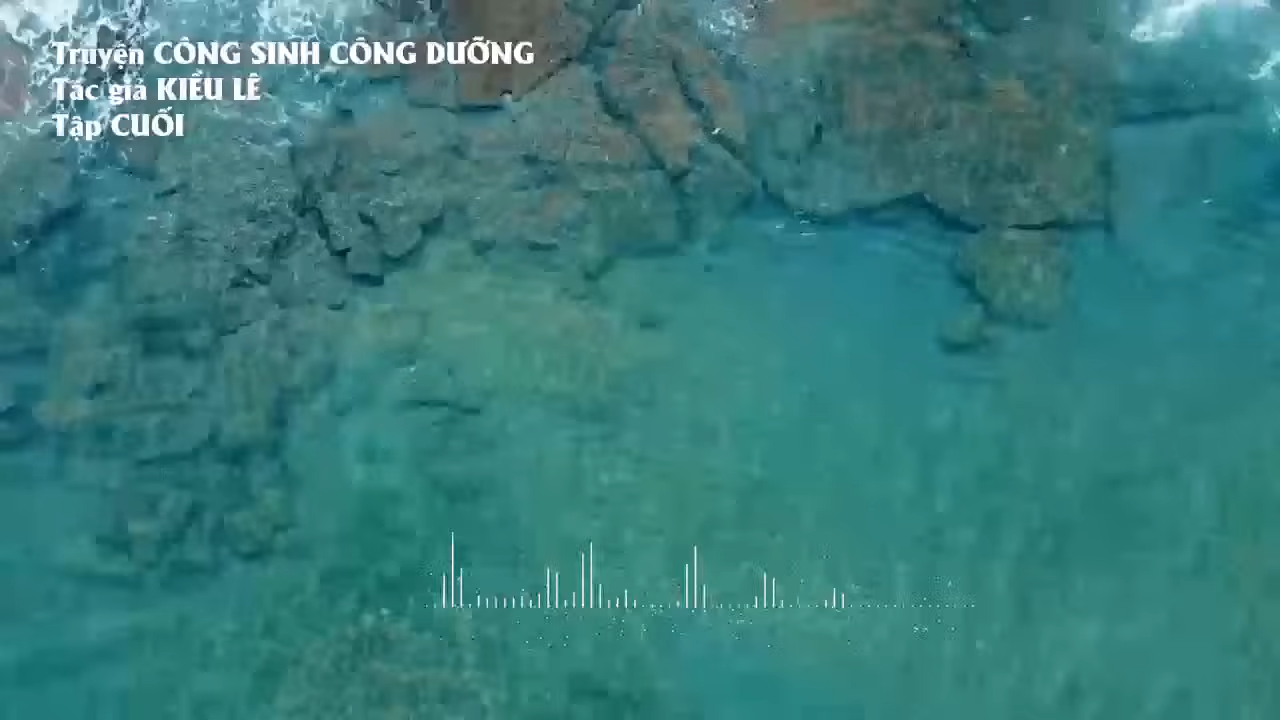 Truyện CÔNG SINH CÔNG DƯỠNG
Tác giả KIỀU LÊ
Tập CUỐI